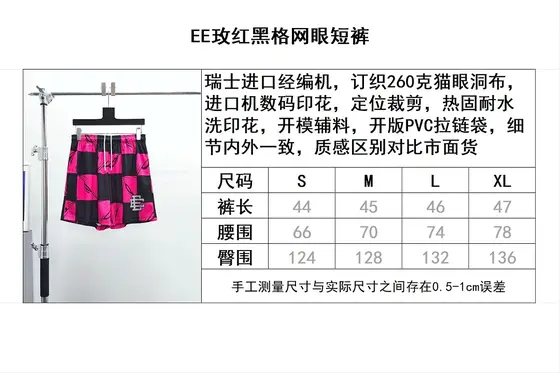 EE玫红黑格网眼短裤
瑞士进口经编机，订织260克猫眼洞布，
进口机数码印花，定位裁剪，热固耐水
洗印花，开模辅料，开版PVC拉链袋，细
节内外一致，质感区别对比市面货
尺码 S M L XL
裤长 44 45 46 47
腰围 66 70 74 78
臀围 124 128 132 136
手工测量尺寸与实际尺寸之间存在0.5-1cm误差